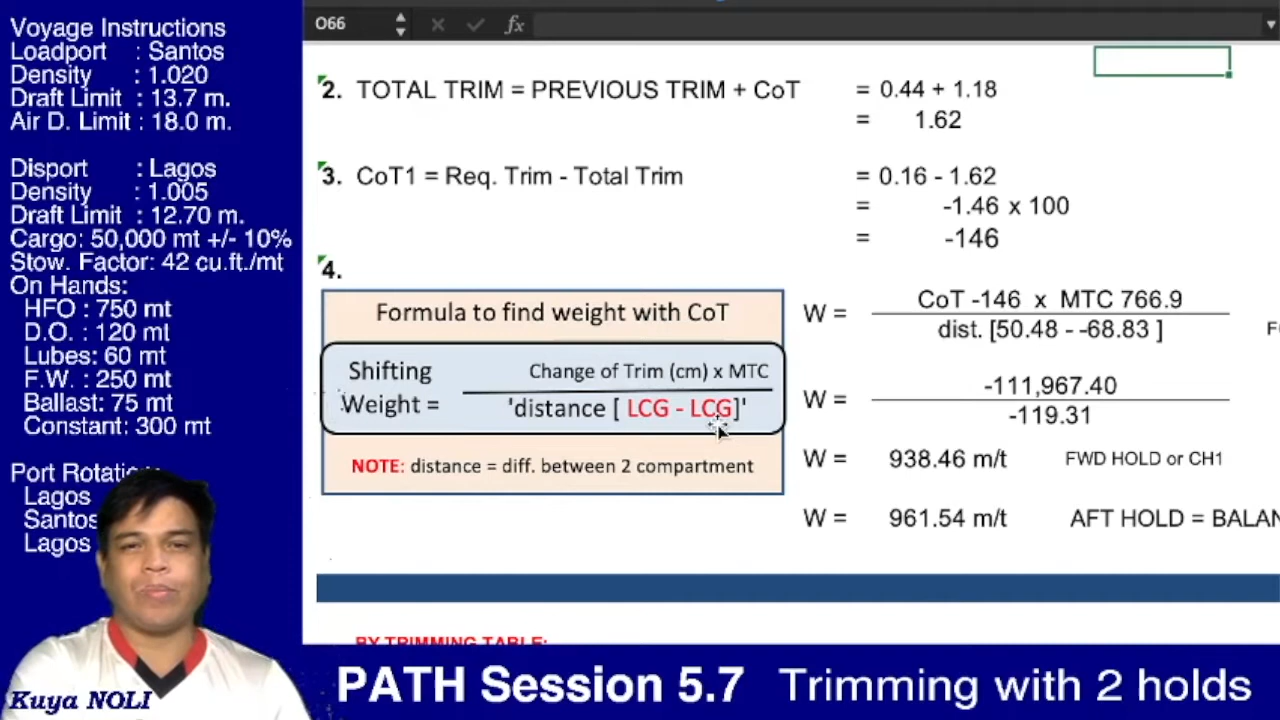 Voyage Instructions
Loadport : Santos
Density : 1.020
Draft Limit : 13.7 m.
Air D. Limit : 18.0 m.
Disport : Lagos
Density : 1.005
Draft Limit : 12.70 m.
Cargo: 50,000 mt +/- 10%
Stow. Factor: 42 cu.ft./mt
On Hands:
HFO : 750 mt
D.O. : 120 mt
Lubes: 60 mt
F.W. : 250 mt
Ballast: 75 mt
Constant: 300 mt
Port
Lagos
Santos
Lagos
Kuya NOLI
O66
fx
2. TOTAL TRIM = PREVIOUS TRIM + CoT = 0.44 + 1.18
= 1.62
3. CoT1 = Req. Trim - Total Trim = 0.16 - 1.62
= -1.46 x 100
= -146
4.
Formula to find weight with CoT
Shifting Weight =
Change of Trim (cm) x MTC
'distance [ LCG - LCG]'
NOTE: distance = diff. between 2 compartment
W = CoT -146 x MTC 766.9
dist. [50.48 - -68.83 ]
W = -111,967.40
-119.31
W = 938.46 m/t FWD HOLD or CH1
W = 961.54 m/t AFT HOLD =
BY TRIMMING TABLE:
PATH Session 5.7 Trimming with 2 holds